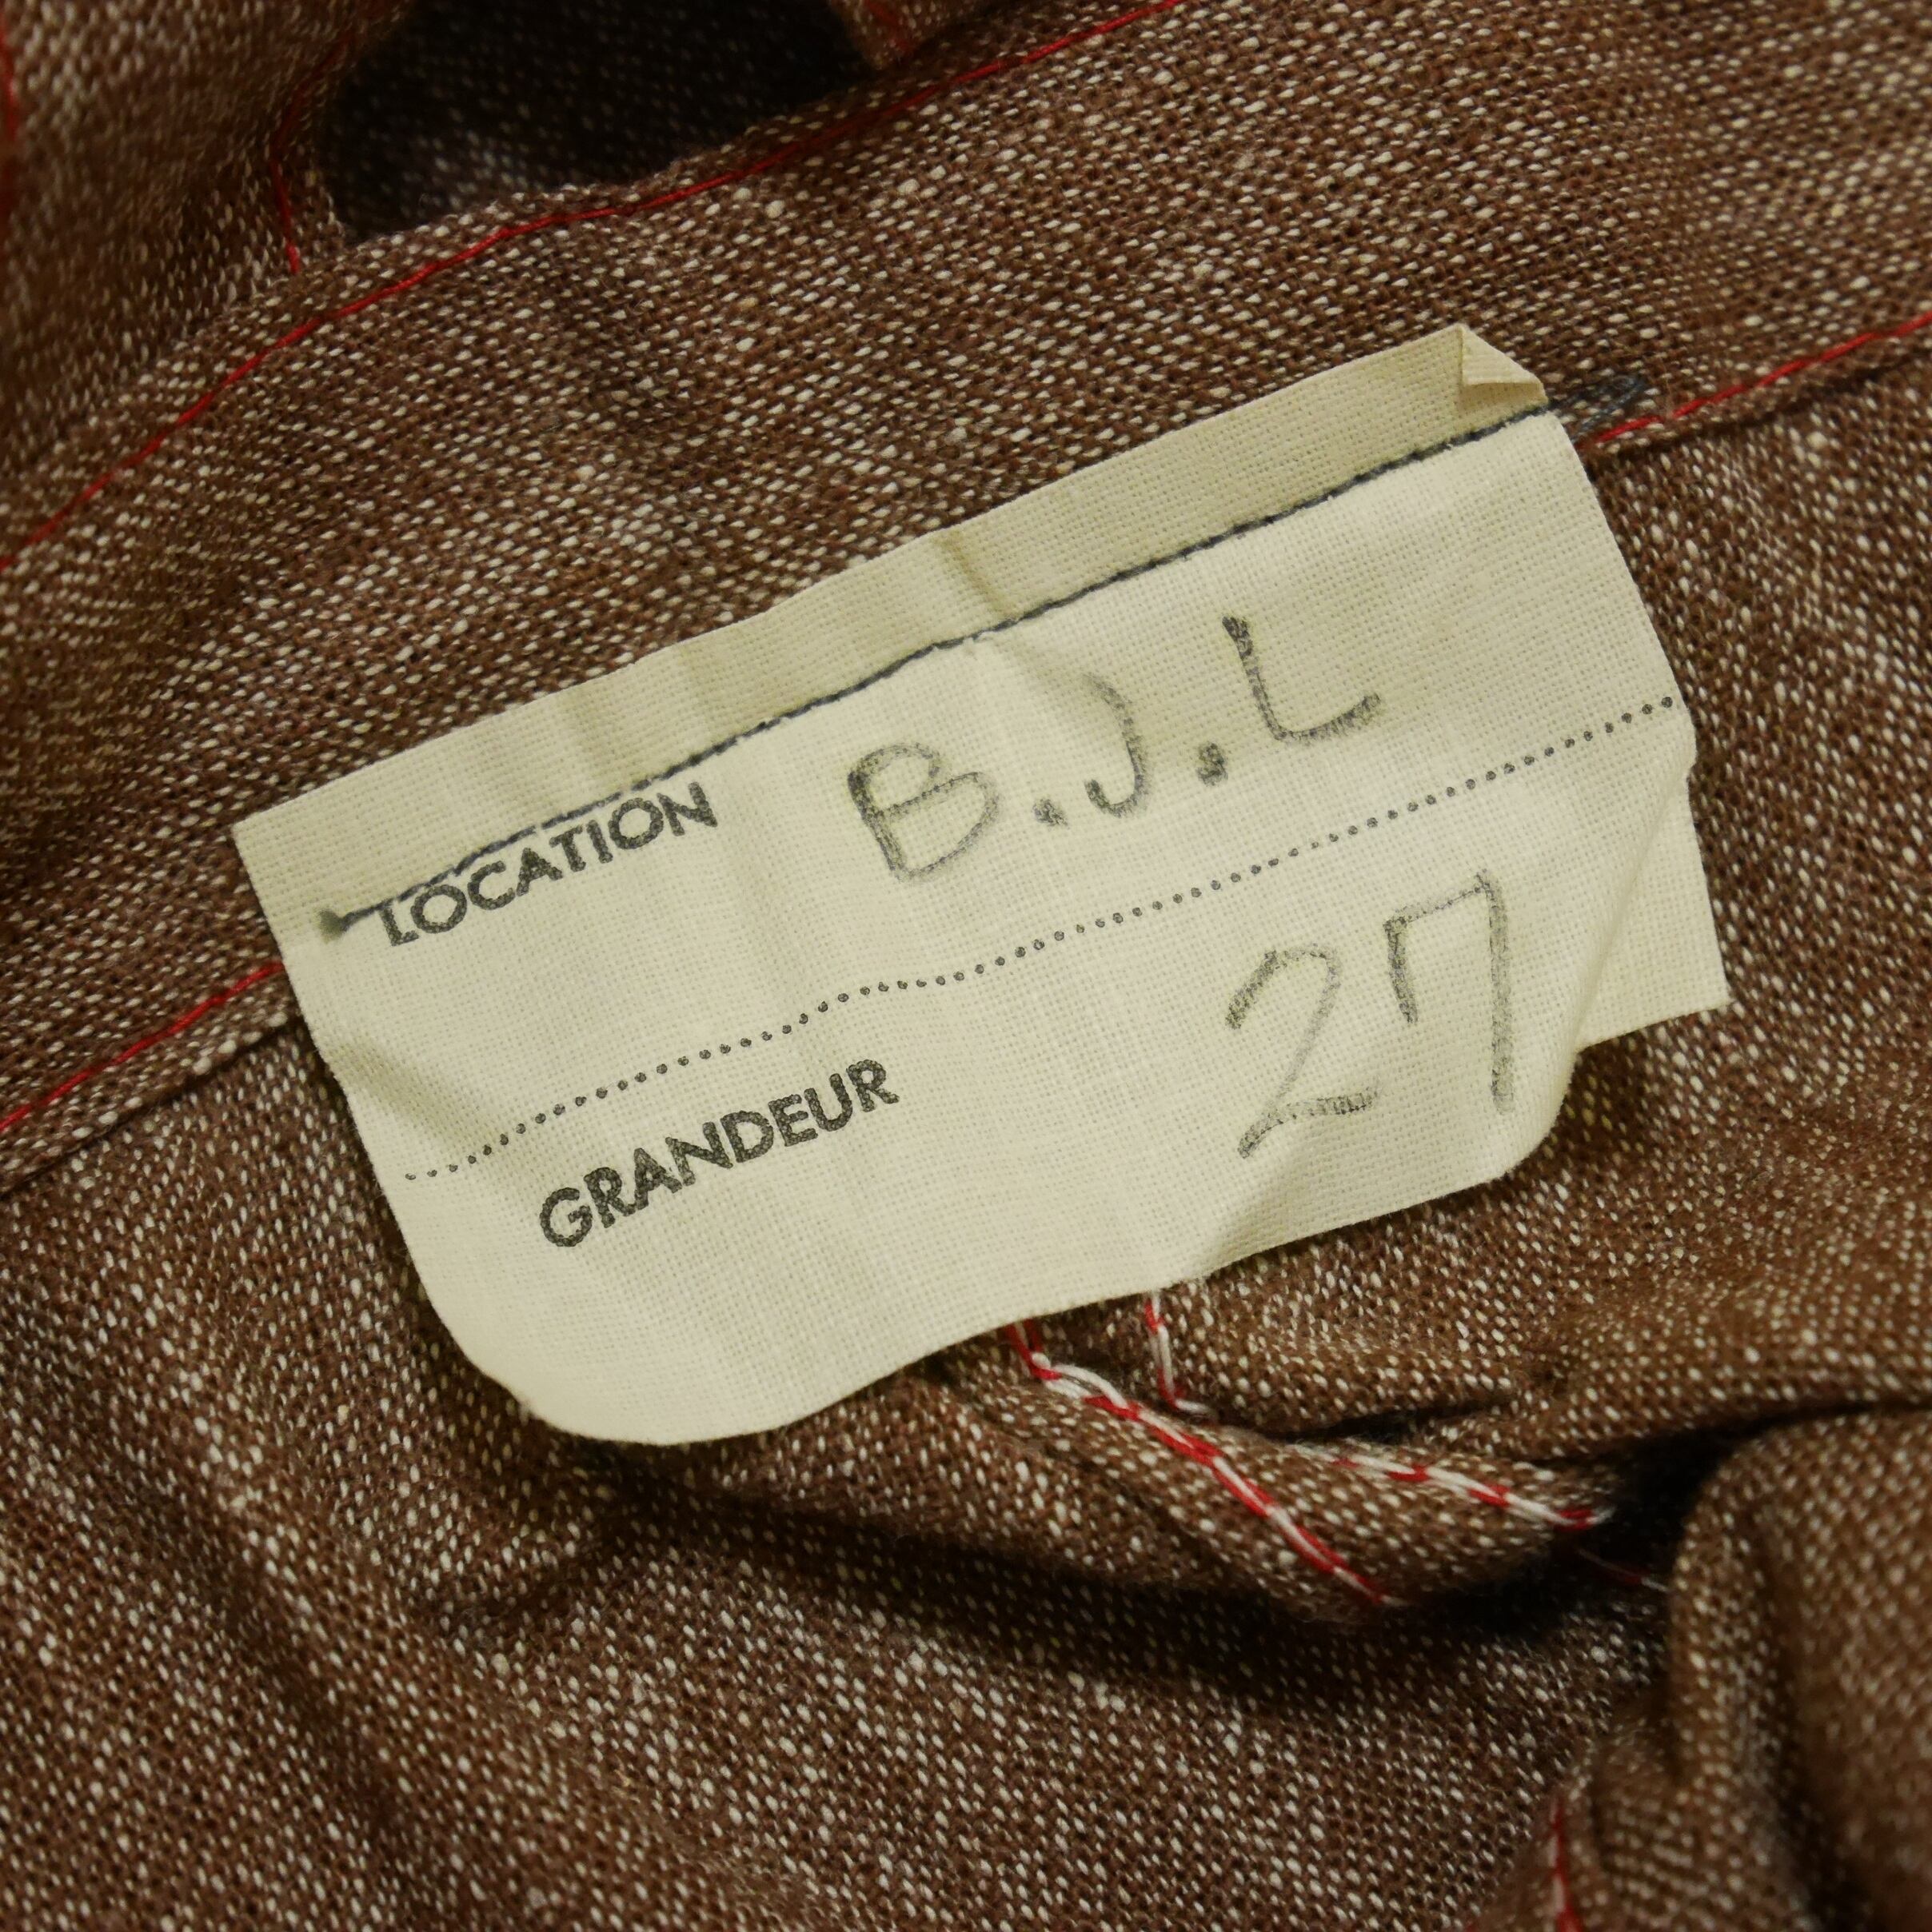 LOCATION B.J.L
GRANDEUR 27